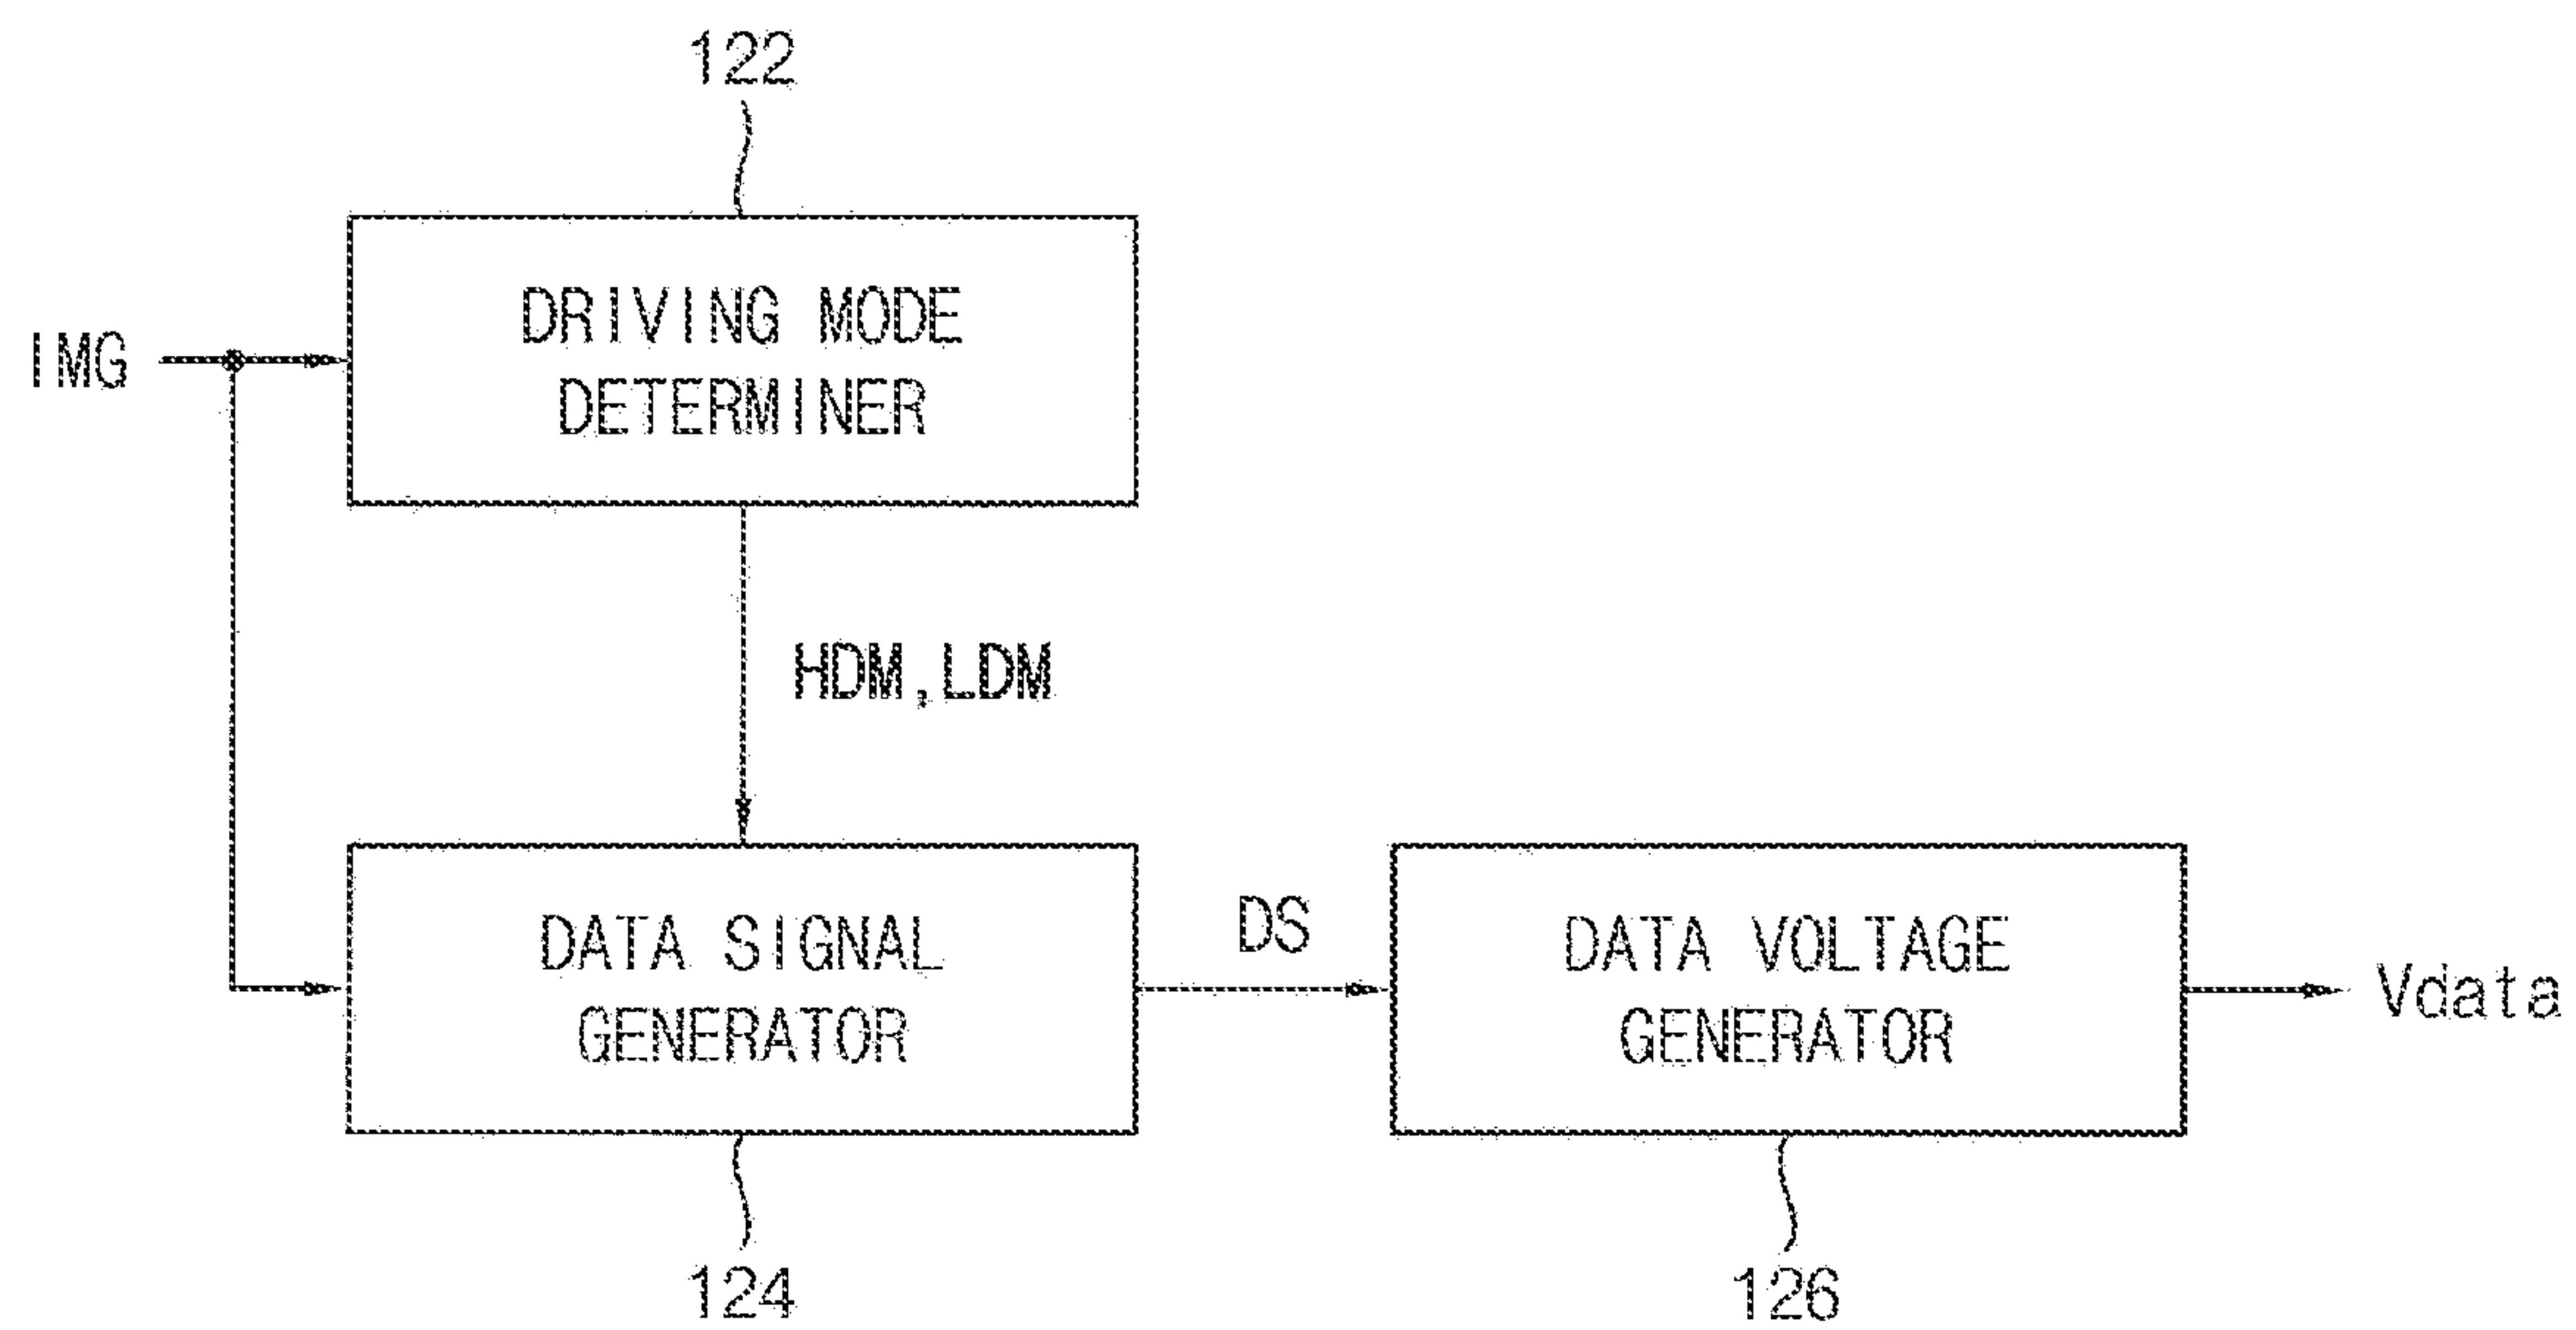 122
DRIVING MODE
DETERMINER
IMG
HDM,LDM
DATA SIGNAL
GENERATOR
DS
DATA VOLTAGE
GENERATOR
Vdata
124
126